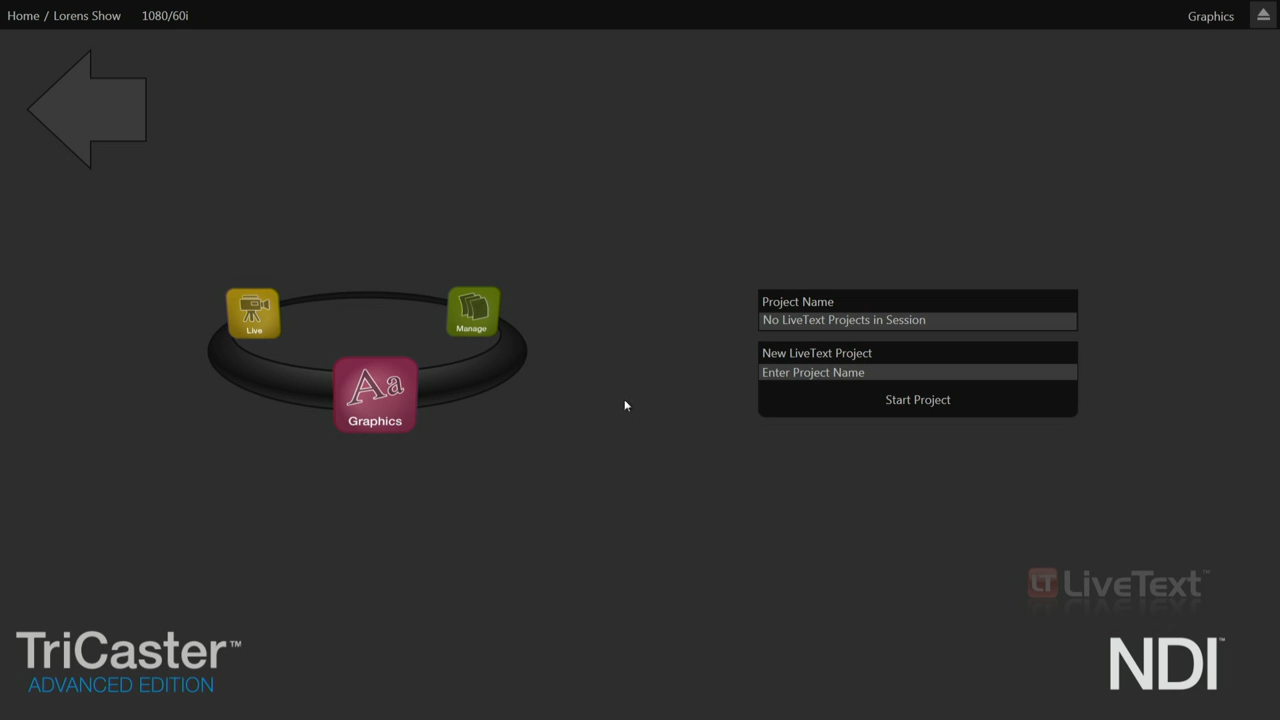 Home / Lorens Show 1080/60i Graphics
Live
Manage
Aa
Graphics
Project Name
No LiveText Projects in Session
New LiveText Project
Enter Project Name
Start Project
LT LiveText™
TriCaster™
ADVANCED EDITION
NDI™